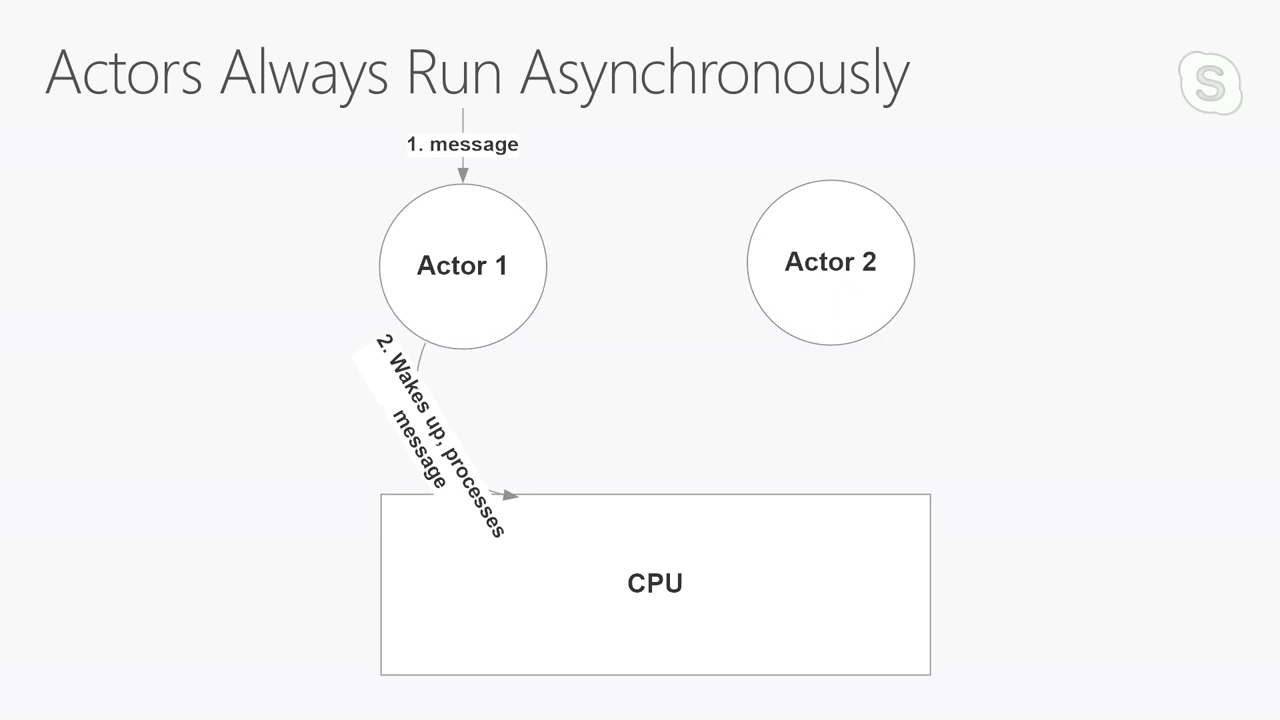 Actors Always Run Asynchronously
S
1. message
Actor 1
Actor 2
2. Wakes up, processes
message
CPU